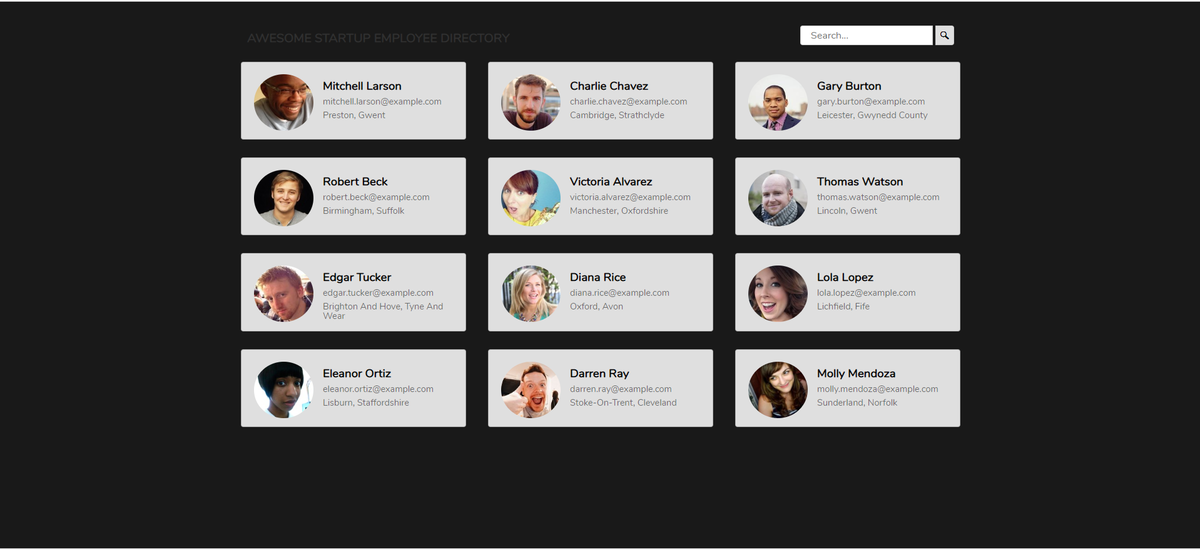 AWESOME STARTUP EMPLOYEE DIRECTORY
Search...
Mitchell Larson
mitchell.larson@example.com
Preston, Gwent
Charlie Chavez
charlie.chavez@example.com
Cambridge, Strathclyde
Gary Burton
gary.burton@example.com
Leicester, Gwynedd County
Robert Beck
robert.beck@example.com
Birmingham, Suffolk
Victoria Alvarez
victoria.alvarez@example.com
Manchester, Oxfordshire
Thomas Watson
thomas.watson@example.com
Lincoln, Gwent
Edgar Tucker
edgar.tucker@example.com
Brighton And Hove, Tyne And
Wear
Diana Rice
diana.rice@example.com
Oxford, Avon
Lola Lopez
lola.lopez@example.com
Lichfield, Fife
Eleanor Ortiz
eleanor.ortiz@example.com
Lisburn, Staffordshire
Darren Ray
darren.ray@example.com
Stoke-On-Trent, Cleveland
Molly Mendoza
molly.mendoza@example.com
Sunderland, Norfolk